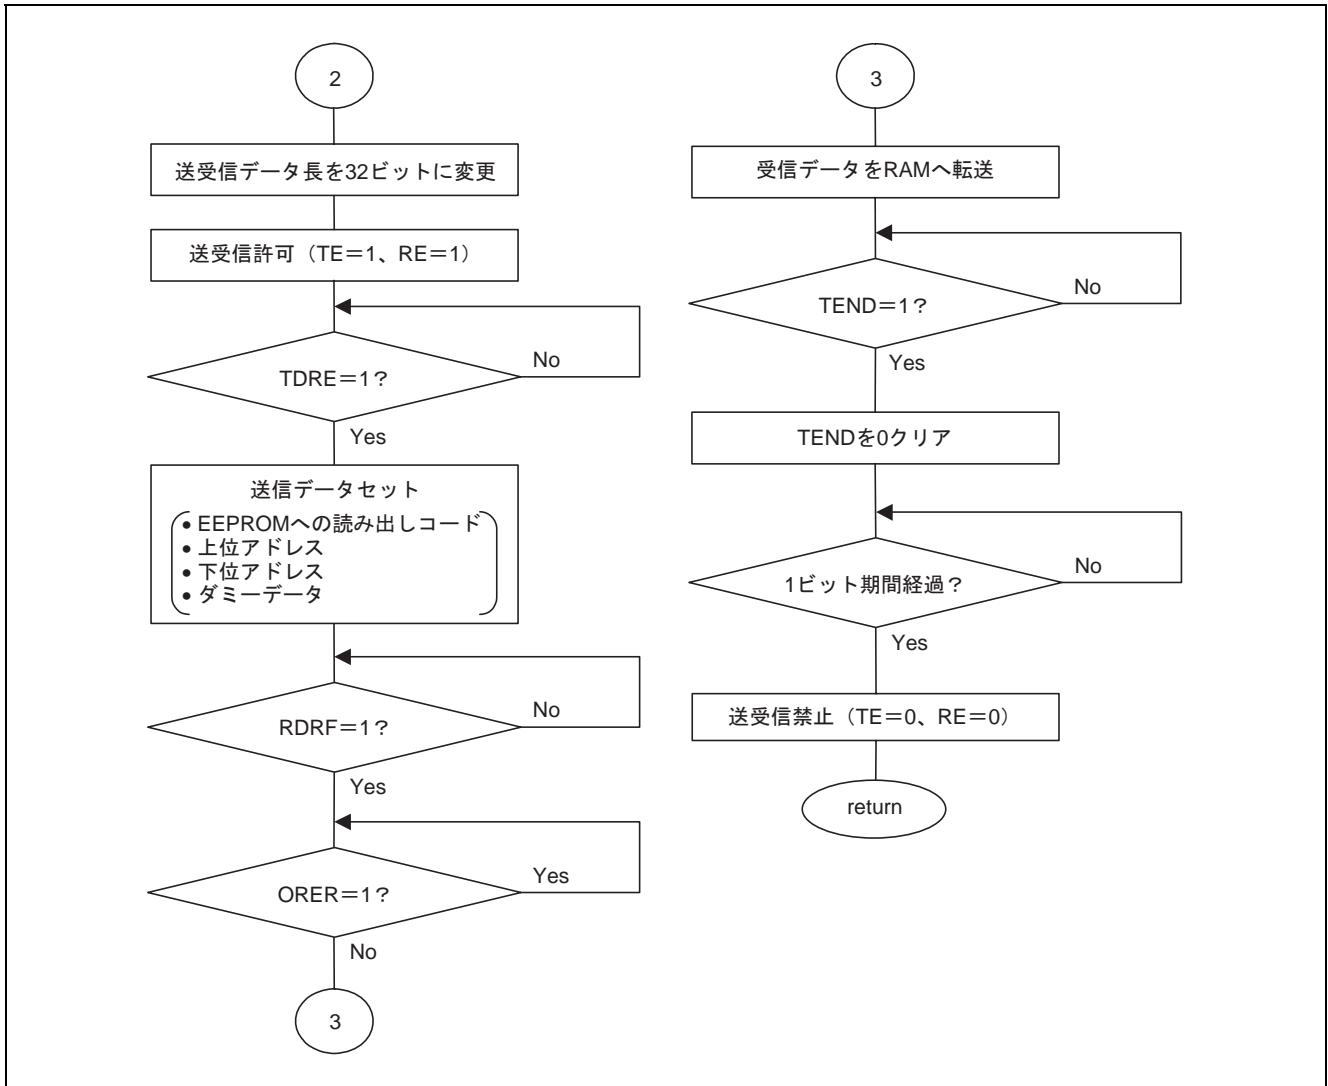 2
送受信データ長を32ビットに変更
送受信許可（TE＝1、RE＝1）
TDRE＝1？
No
Yes
送信データセット
● EEPROMへの読み出しコード
● 上位アドレス
● 下位アドレス
● ダミーデータ
RDRF＝1？
No
Yes
ORER＝1？
Yes
No
3
3
受信データをRAMへ転送
TEND＝1？
No
Yes
TENDを0クリア
1ビット期間経過？
No
Yes
送受信禁止（TE＝0、RE＝0）
return